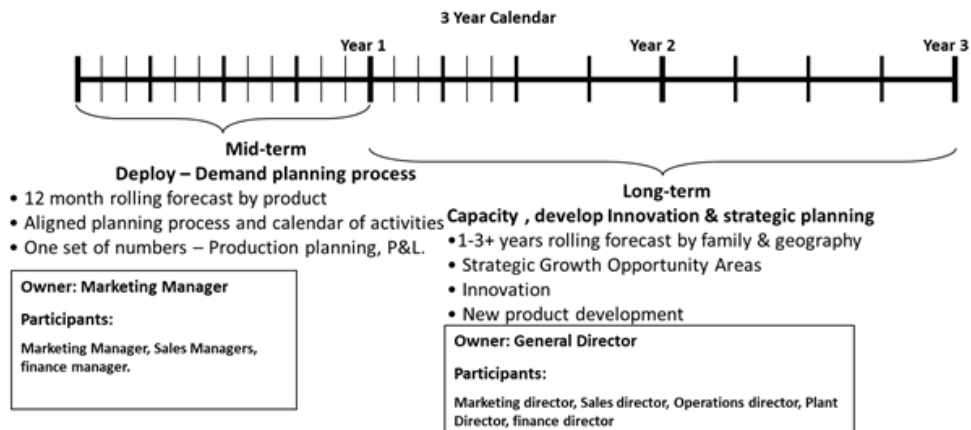 3 Year Calendar
Year 1
Year 2
Year 3
Mid-term
Deploy – Demand planning process
• 12 month rolling forecast by product
• Aligned planning process and calendar of activities
• One set of numbers – Production planning, P&L.
Owner: Marketing Manager
Participants:
Marketing Manager, Sales Managers,
finance manager.
Long-term
Capacity , develop Innovation & strategic planning
•1-3+ years rolling forecast by family & geography
• Strategic Growth Opportunity Areas
• Innovation
• New product development
Owner: General Director
Participants:
Marketing director, Sales director, Operations director, Plant
Director, finance director